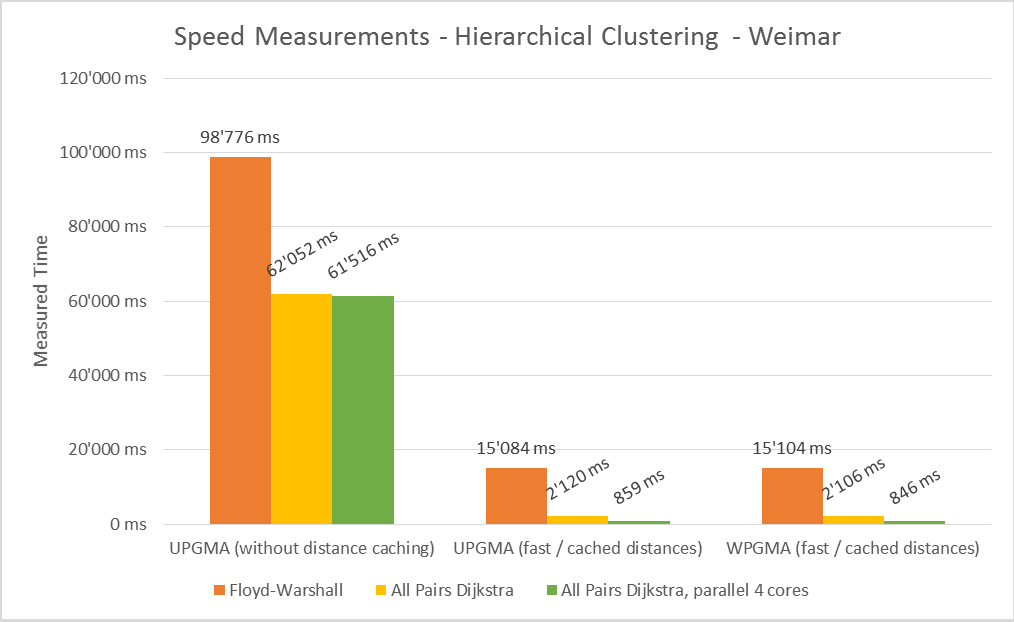 Speed Measurements - Hierarchical Clustering - Weimar
120'000 ms
100'000 ms
80'000 ms
60'000 ms
40'000 ms
20'000 ms
0 ms
Measured Time
98'776 ms
62'052 ms
61'516 ms
15'084 ms
2'120 ms
859 ms
15'104 ms
2'106 ms
846 ms
UPGMA (without distance caching)
UPGMA (fast / cached distances)
WPGMA (fast / cached distances)
Floyd-Warshall
All Pairs Dijkstra
All Pairs Dijkstra, parallel 4 cores